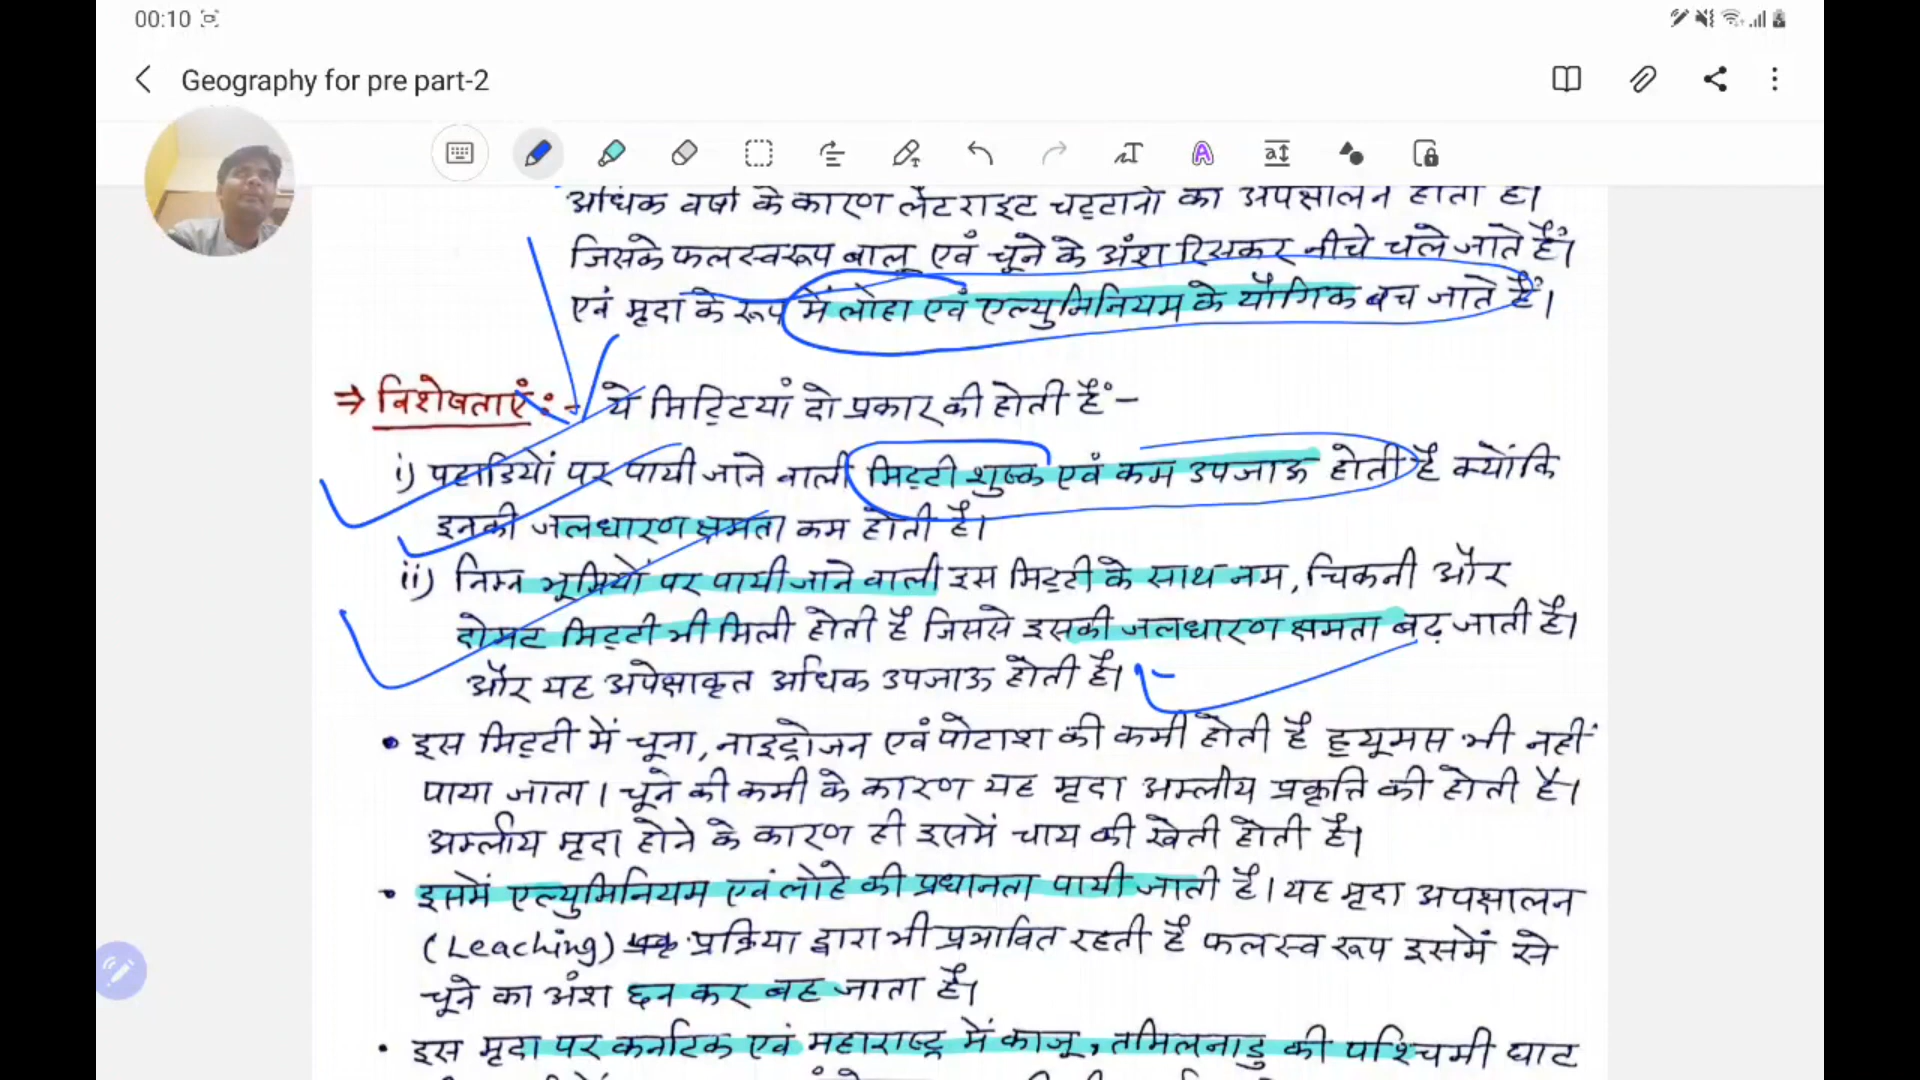 00:10
Geography for pre part-2
अधिक वर्षा के कारण लैटराइट चट्टानों का अपक्षालन होता है।
जिसके फलस्वरूप बालू एवं चूने के अंश रिसकर नीचे चले जाते हैं।
एवं मृदा के रूप में लोहा एवं एल्युमिनियम के यौगिक बच जाते हैं।
⇒ विशेषताएं :- ये मिट्टियां दो प्रकार की होती हैं-
i) पहाडियों पर पायी जाने वाली मिट्टी शुष्क एवं कम उपजाऊ होती है क्योंकि
इनकी जलधारण क्षमता कम होती है।
ii) निम्न भूमियों पर पायी जाने वाली इस मिट्टी के साथ नम, चिकनी और
दोमट मिट्टी भी मिली होती है जिससे इसकी जलधारण क्षमता बढ़ जाती है।
और यह अपेक्षाकृत अधिक उपजाऊ होती है।
• इस मिट्टी में चूना, नाइट्रोजन एवं पोटाश की कमी होती है ह्यूमस भी नहीं
पाया जाता। चूने की कमी के कारण यह मृदा अम्लीय प्रकृति की होती है।
अम्लीय मृदा होने के कारण ही इसमें चाय की खेती होती है।
• इसमें एल्युमिनियम एवं लोहे की प्रधानता पायी जाती है। यह मृदा अपक्षालन
(Leaching) प्रक्रिया द्वारा भी प्रभावित रहती है फलस्व रूप इसमें से
चूने का अंश छन कर बह जाता है।
• इस मृदा पर कर्नाटक एवं महाराष्ट्र में काजू, तमिलनाडु की पश्चिमी घाट